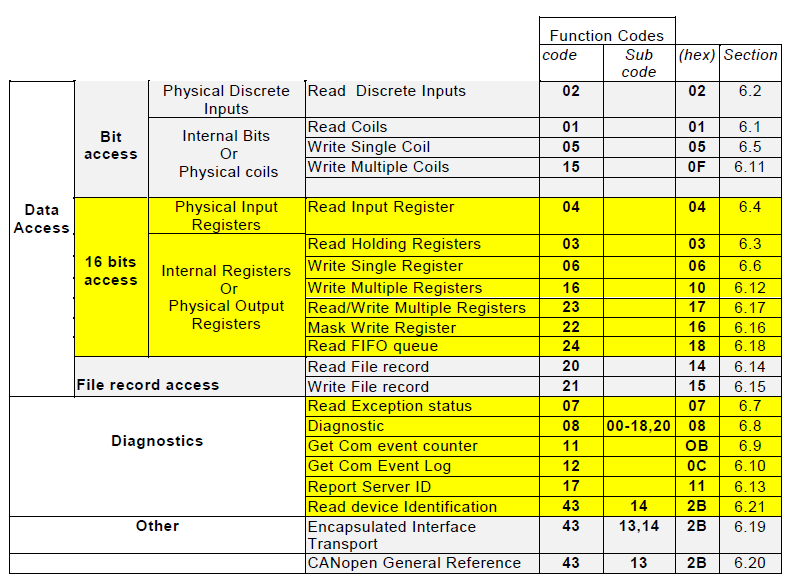 Function Codes
code Sub code (hex) Section
Data Access
Bit access
Physical Discrete Inputs
Read Discrete Inputs 02 02 6.2
Internal Bits Or Physical coils
Read Coils 01 01 6.1
Write Single Coil 05 05 6.5
Write Multiple Coils 15 0F 6.11
16 bits access
Physical Input Registers
Read Input Register 04 04 6.4
Internal Registers Or Physical Output Registers
Read Holding Registers 03 03 6.3
Write Single Register 06 06 6.6
Write Multiple Registers 16 10 6.12
Read/Write Multiple Registers 23 17 6.17
Mask Write Register 22 16 6.16
Read FIFO queue 24 18 6.18
File record access
Read File record 20 14 6.14
Write File record 21 15 6.15
Diagnostics
Read Exception status 07 07 6.7
Diagnostic 08 00-18,20 08 6.8
Get Com event counter 11 OB 6.9
Get Com Event Log 12 0C 6.10
Report Server ID 17 11 6.13
Read device Identification 43 14 2B 6.21
Other
Encapsulated Interface Transport 43 13,14 2B 6.19
CANopen General Reference 43 13 2B 6.20